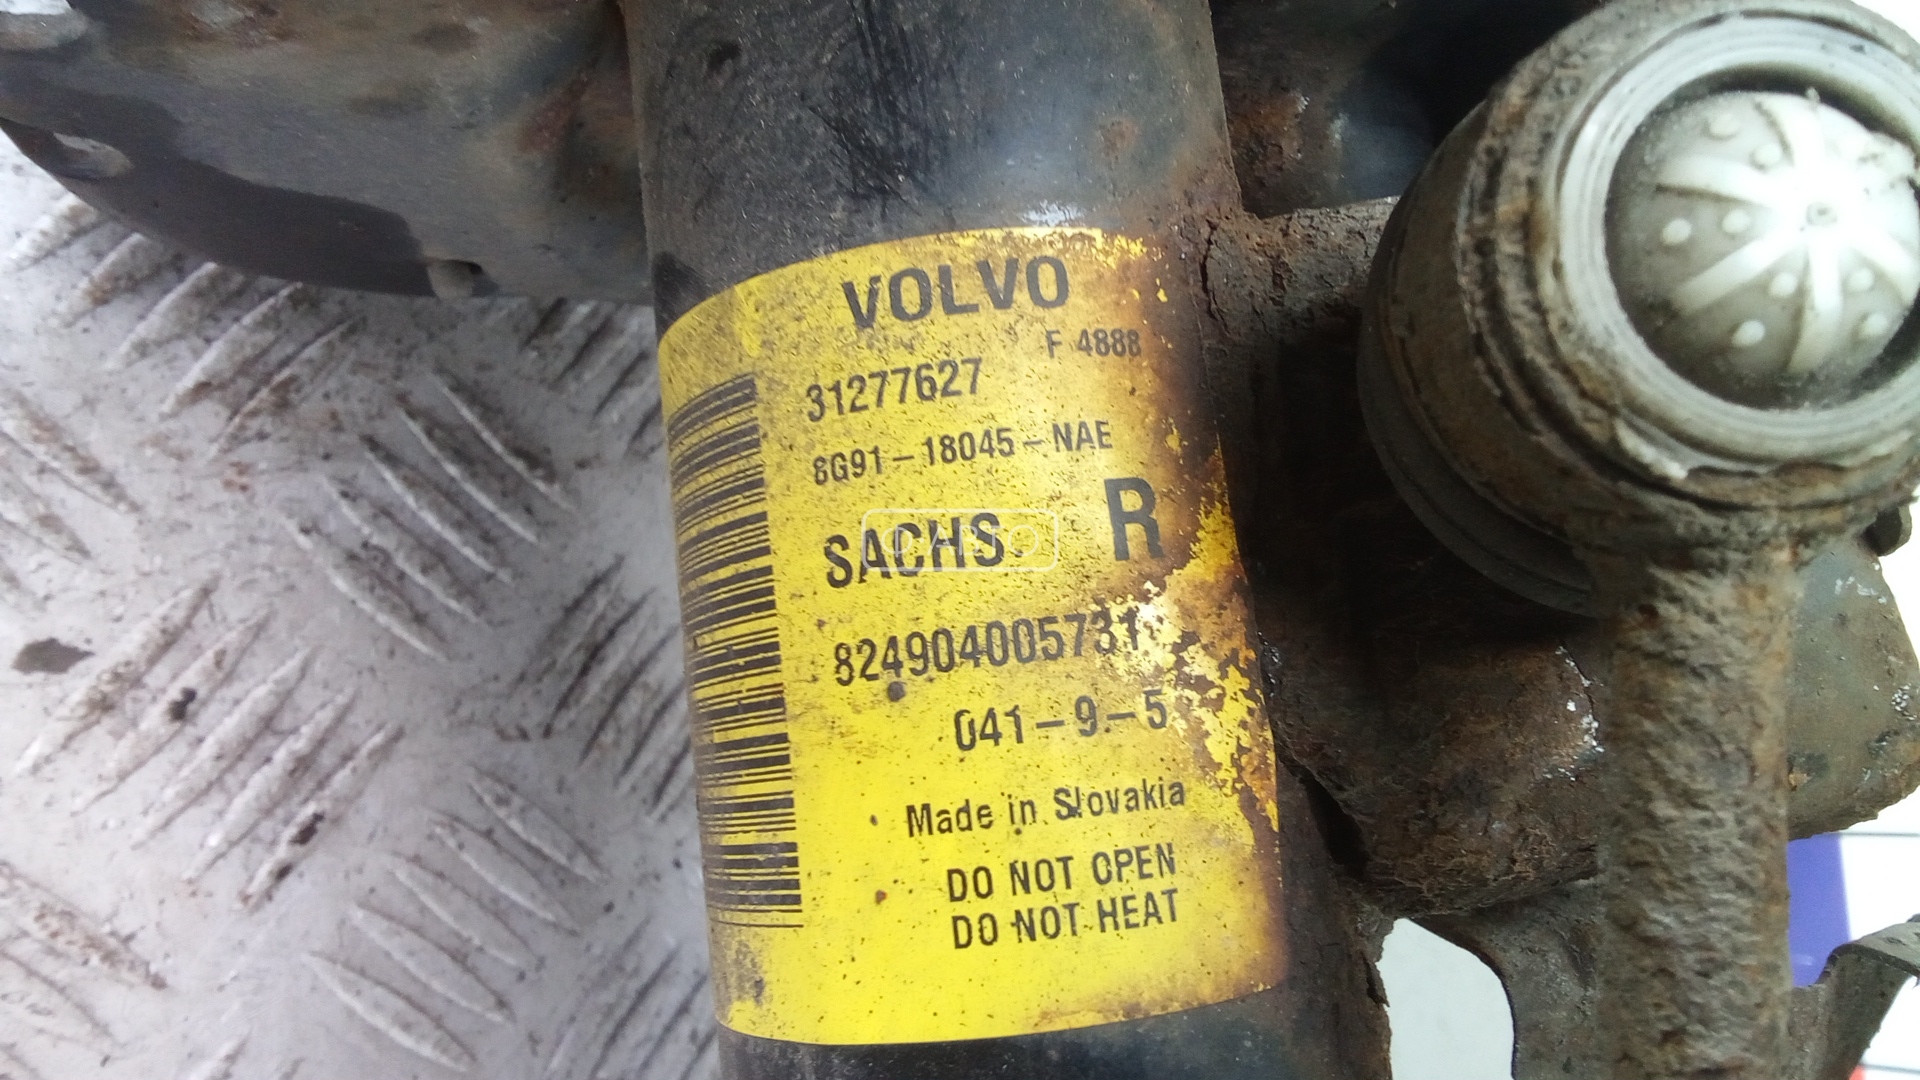 VOLVO
F 4888
31277627
8G91-18045-NAE
SACHS R
824904005731
041-9-5
Made in Slovakia
DO NOT OPEN
DO NOT HEAT